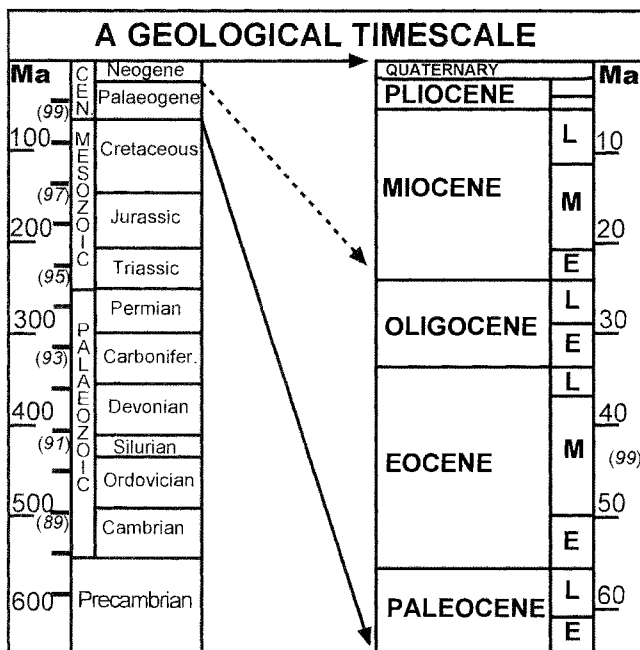 A GEOLOGICAL TIMESCALE
Ma
CEN.
Neogene
Palaeogene
(99)
100
MESOZOIC
Cretaceous
(97)
Jurassic
200
Triassic
(95)
PALAEOZOIC
Permian
300
(93)
Carbonifer.
Devonian
400
(91)
Silurian
Ordovician
500
(89)
Cambrian
600
Precambrian
QUATERNARY
Ma
PLIOCENE
MIOCENE
L
10
M
20
E
OLIGOCENE
L
30
E
EOCENE
L
40
M
(99)
50
E
PALEOCENE
L
60
E